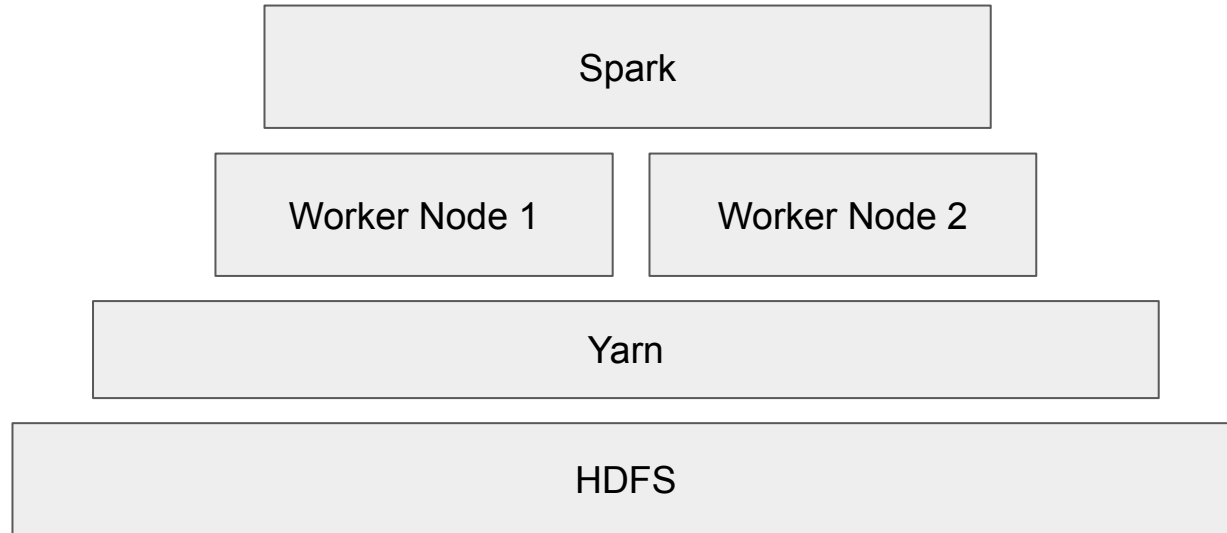 Spark
Worker Node 1
Worker Node 2
Yarn
HDFS